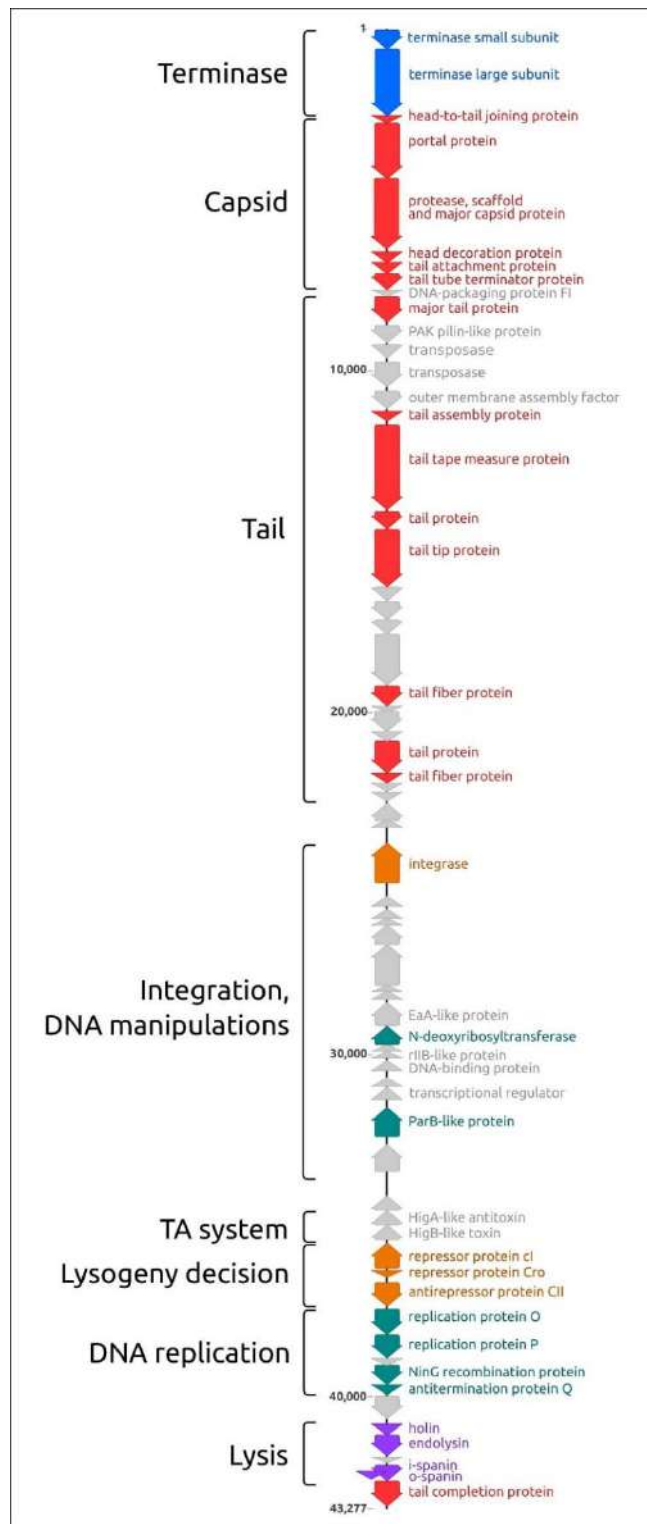 1
terminase small subunit
Terminase
terminase large subunit
head-to-tail joining protein
portal protein
Capsid
protease, scaffold
and major capsid protein
head decoration protein
tail attachment protein
tail tube terminator protein
DNA-packaging protein FI
major tail protein
PAK pilin-like protein
transposase
10,000
transposase
outer membrane assembly factor
tail assembly protein
tail tape measure protein
Tail
tail protein
tail tip protein
tail fiber protein
20,000
tail protein
tail fiber protein
integrase
Integration,
DNA manipulations
EaA-like protein
N-deoxyribosyltransferase
30,000
rIIB-like protein
DNA-binding protein
transcriptional regulator
ParB-like protein
TA system
HigA-like antitoxin
HigB-like toxin
Lysogeny decision
repressor protein cI
repressor protein Cro
antirepressor protein CII
DNA replication
replication protein O
replication protein P
NinG recombination protein
antitermination protein Q
40,000
Lysis
holin
endolysin
i-spanin
o-spanin
tail completion protein
43,277